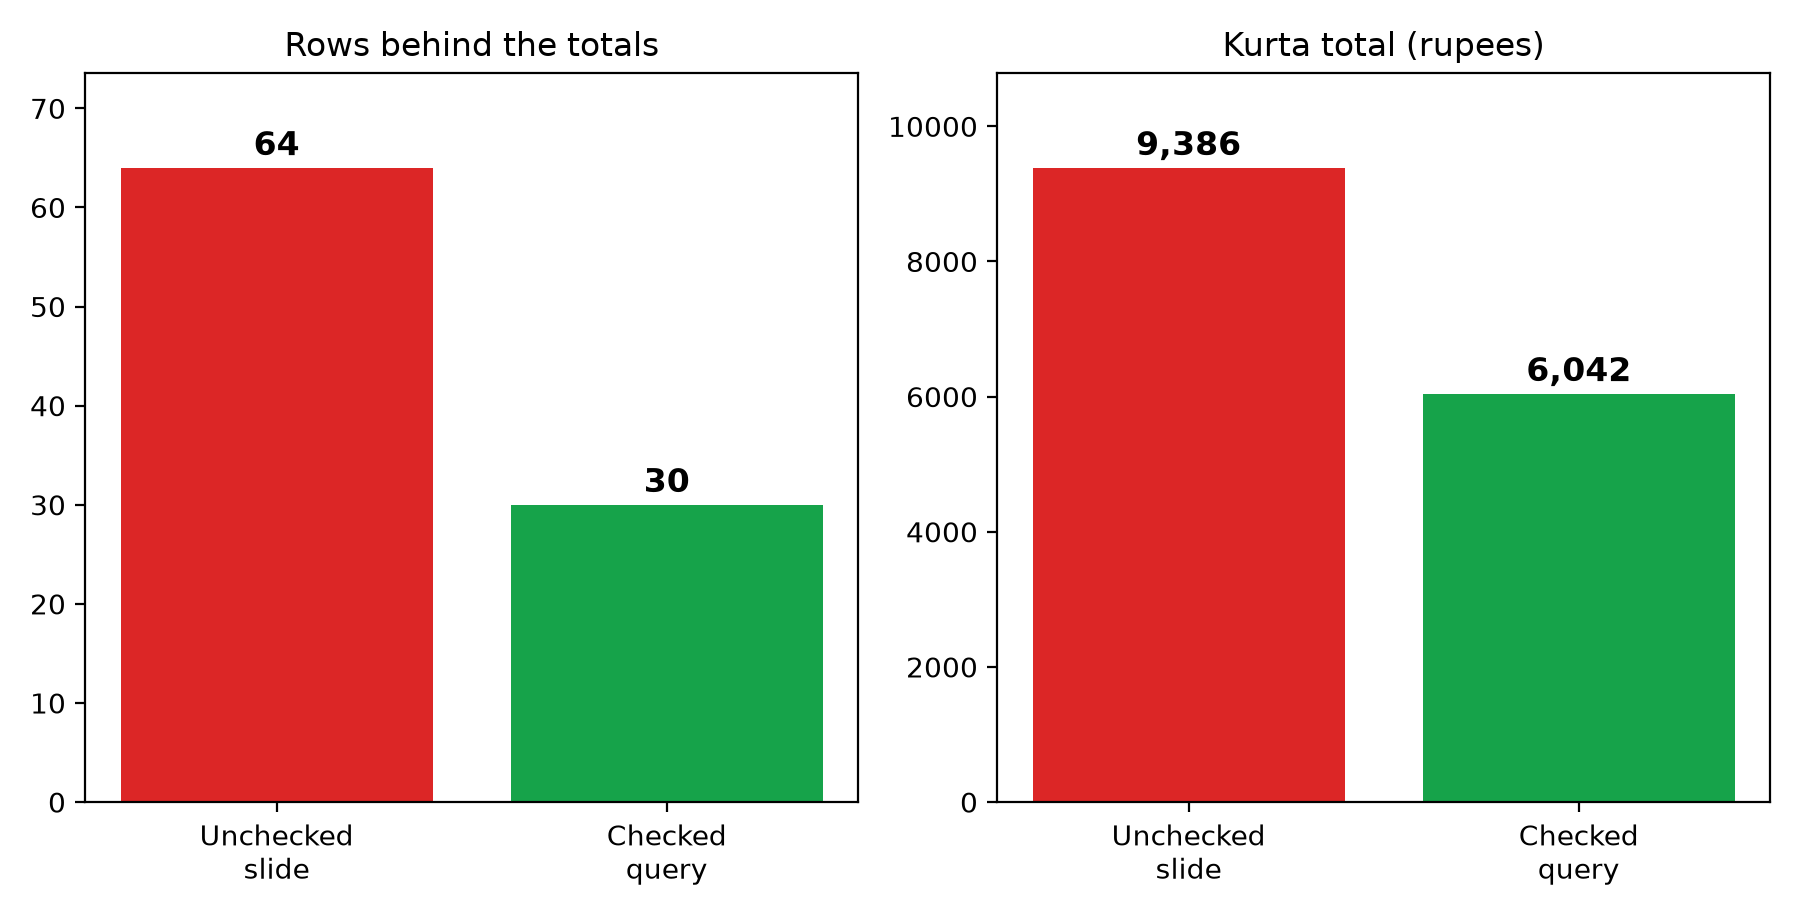 Rows behind the totals
70
60
50
40
30
20
10
0
64
30
Unchecked
slide
Checked
query
Kurta total (rupees)
10000
8000
6000
4000
2000
0
9,386
6,042
Unchecked
slide
Checked
query